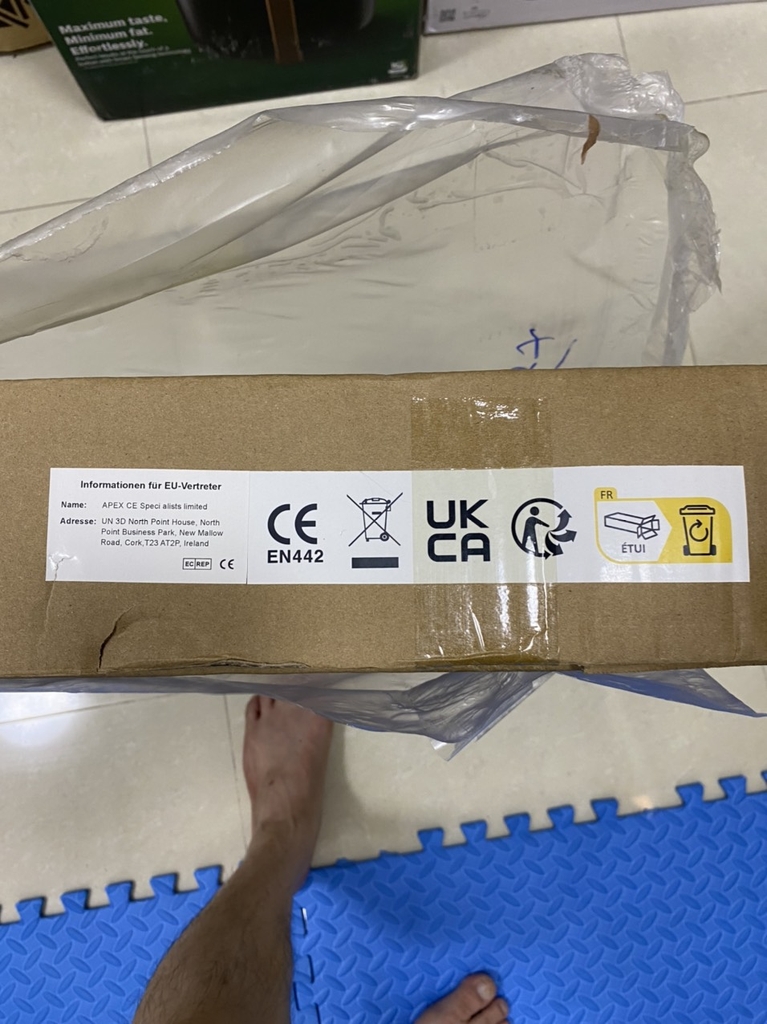 Maximum taste.
Minimum fat.
Effortlessly.
Informationen für EU-Vertreter
Name: APEX CE Speci alists limited
Adresse: UN 3D North Point House, North
Point Business Park, New Mallow
Road, Cork,T23 AT2P, Ireland
EC REP CE
CE
EN442
UK
CA
FR
ÉTUI